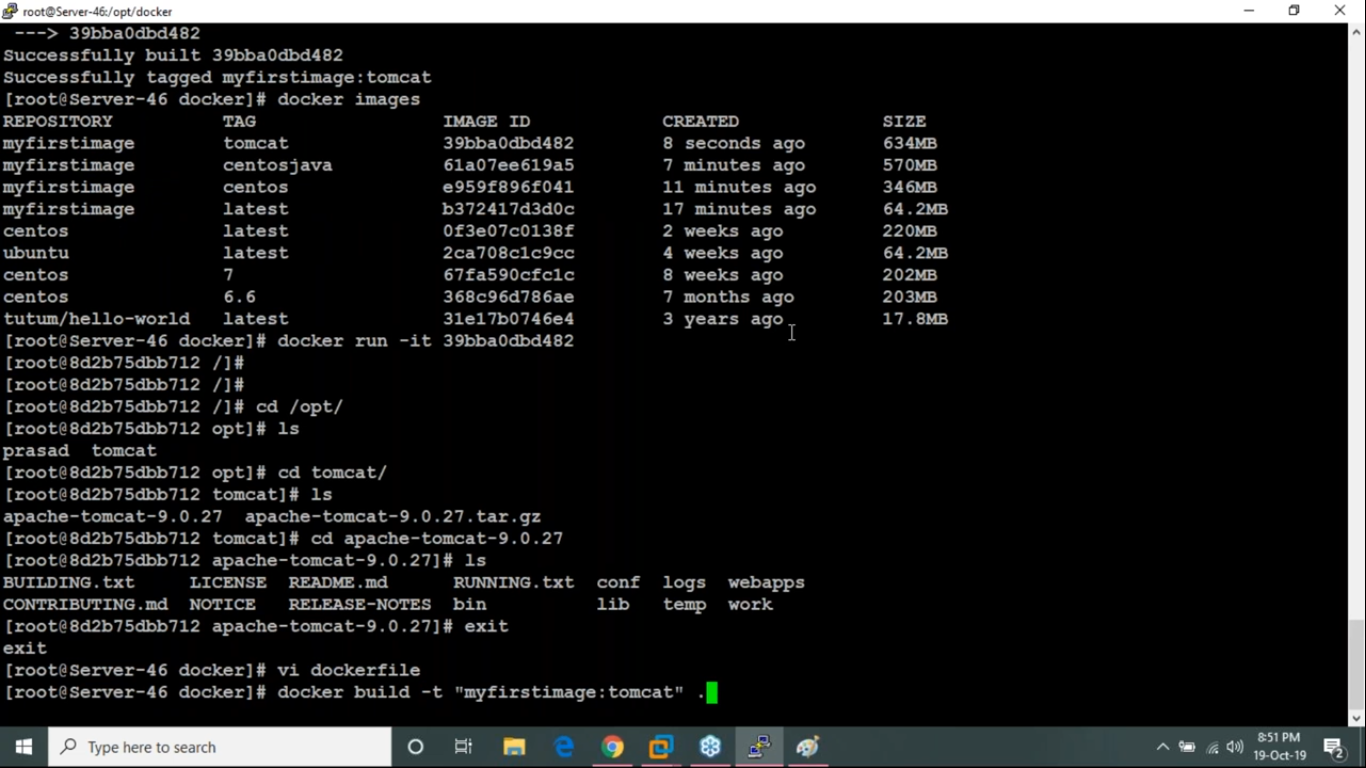 root@Server-46:/opt/docker
---> 39bba0dbd482
Successfully built 39bba0dbd482
Successfully tagged myfirstimage:tomcat
[root@Server-46 docker]# docker images
REPOSITORY TAG IMAGE ID CREATED SIZE
myfirstimage tomcat 39bba0dbd482 8 seconds ago 634MB
myfirstimage centosjava 61a07ee619a5 7 minutes ago 570MB
myfirstimage centos e959f896f041 11 minutes ago 346MB
myfirstimage latest b372417d3d0c 17 minutes ago 64.2MB
centos latest 0f3e07c0138f 2 weeks ago 220MB
ubuntu latest 2ca708c1c9cc 4 weeks ago 64.2MB
centos 7 67fa590cfc1c 8 weeks ago 202MB
centos 6.6 368c96d786ae 7 months ago 203MB
tutum/hello-world latest 31e17b0746e4 3 years ago 17.8MB
[root@Server-46 docker]# docker run -it 39bba0dbd482
[root@8d2b75dbb712 /]#
[root@8d2b75dbb712 /]#
[root@8d2b75dbb712 /]# cd /opt/
[root@8d2b75dbb712 opt]# ls
prasad tomcat
[root@8d2b75dbb712 opt]# cd tomcat/
[root@8d2b75dbb712 tomcat]# ls
apache-tomcat-9.0.27 apache-tomcat-9.0.27.tar.gz
[root@8d2b75dbb712 tomcat]# cd apache-tomcat-9.0.27
[root@8d2b75dbb712 apache-tomcat-9.0.27]# ls
BUILDING.txt LICENSE README.md RUNNING.txt conf logs webapps
CONTRIBUTING.md NOTICE RELEASE-NOTES bin lib temp work
[root@8d2b75dbb712 apache-tomcat-9.0.27]# exit
exit
[root@Server-46 docker]# vi dockerfile
[root@Server-46 docker]# docker build -t "myfirstimage:tomcat" .
Type here to search
8:51 PM
19-Oct-19
2